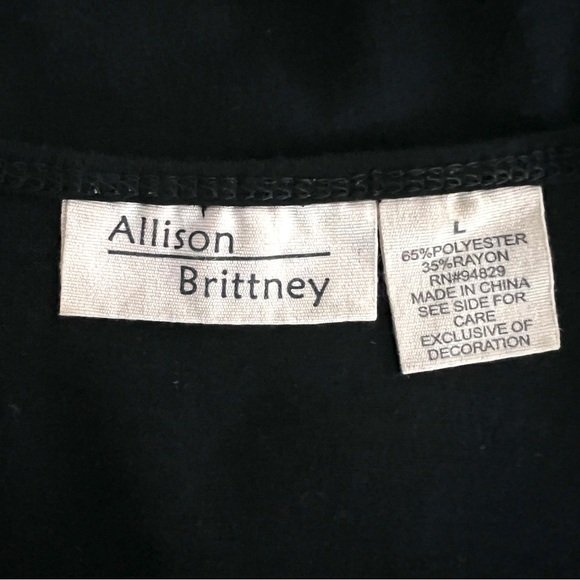 Allison
Brittney
L
65%POLYESTER
35%RAYON
RN#94829
MADE IN CHINA
SEE SIDE FOR
CARE
EXCLUSIVE OF
DECORATION